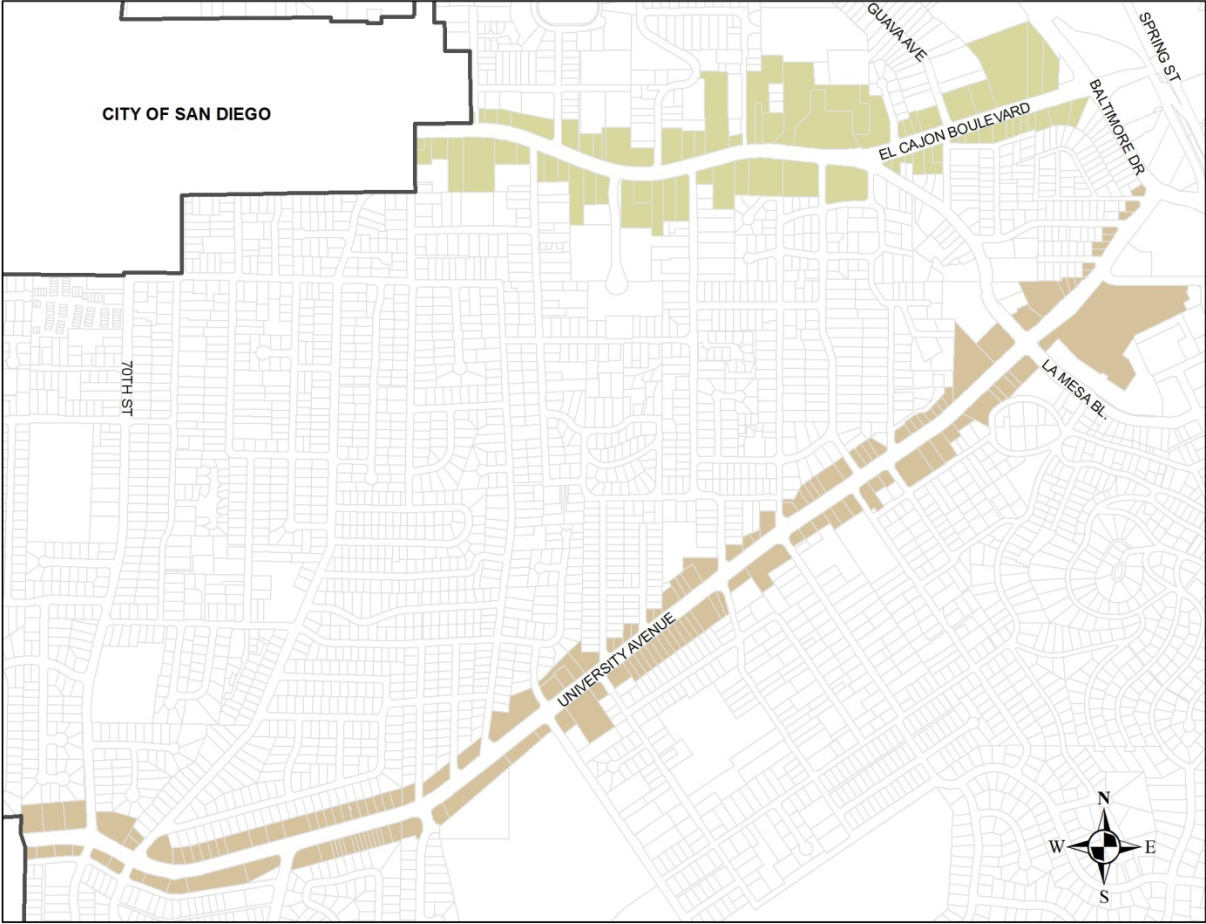 GUAVA AVE
SPRING ST
CITY OF SAN DIEGO
BALTIMORE DR
EL CAJON BOULEVARD
70TH ST
LA MESA BL.
UNIVERSITY AVENUE
N
W
E
S